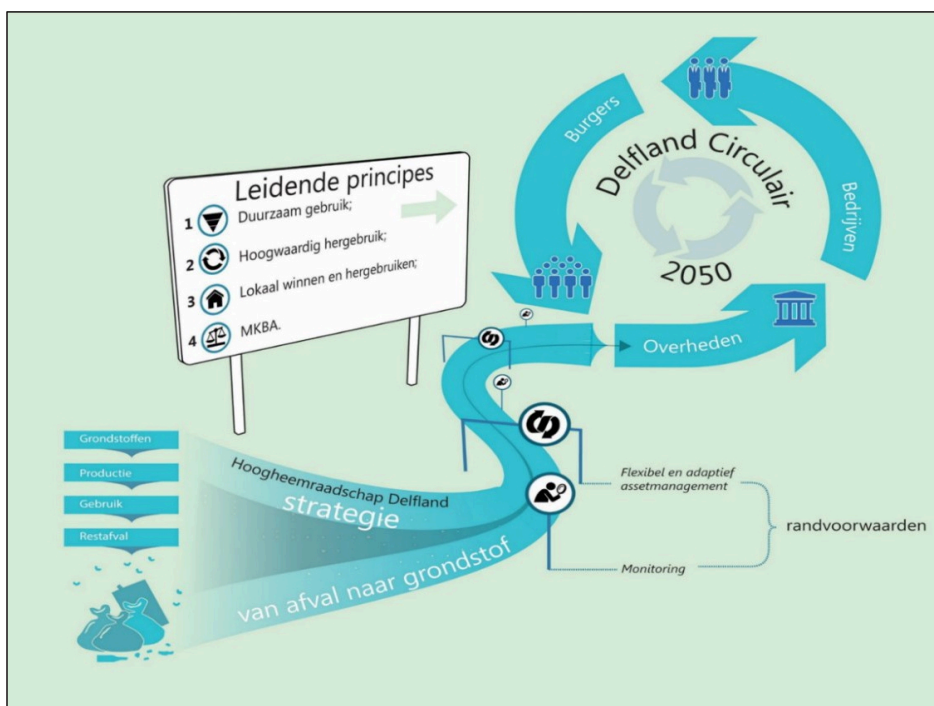 Leidende principes
1 Duurzaam gebruik;
2 Hoogwaardig hergebruik;
3 Lokaal winnen en hergebruiken;
4 MKBA.
Burgers
Bedrijven
Overheden
Delfland Circulair
2050
Grondstoffen
Productie
Gebruik
Restafval
Hoogheemraadschap Delfland
strategie
van afval naar grondstof
Flexibel en adaptief
assetmanagement
randvoorwaarden
Monitoring